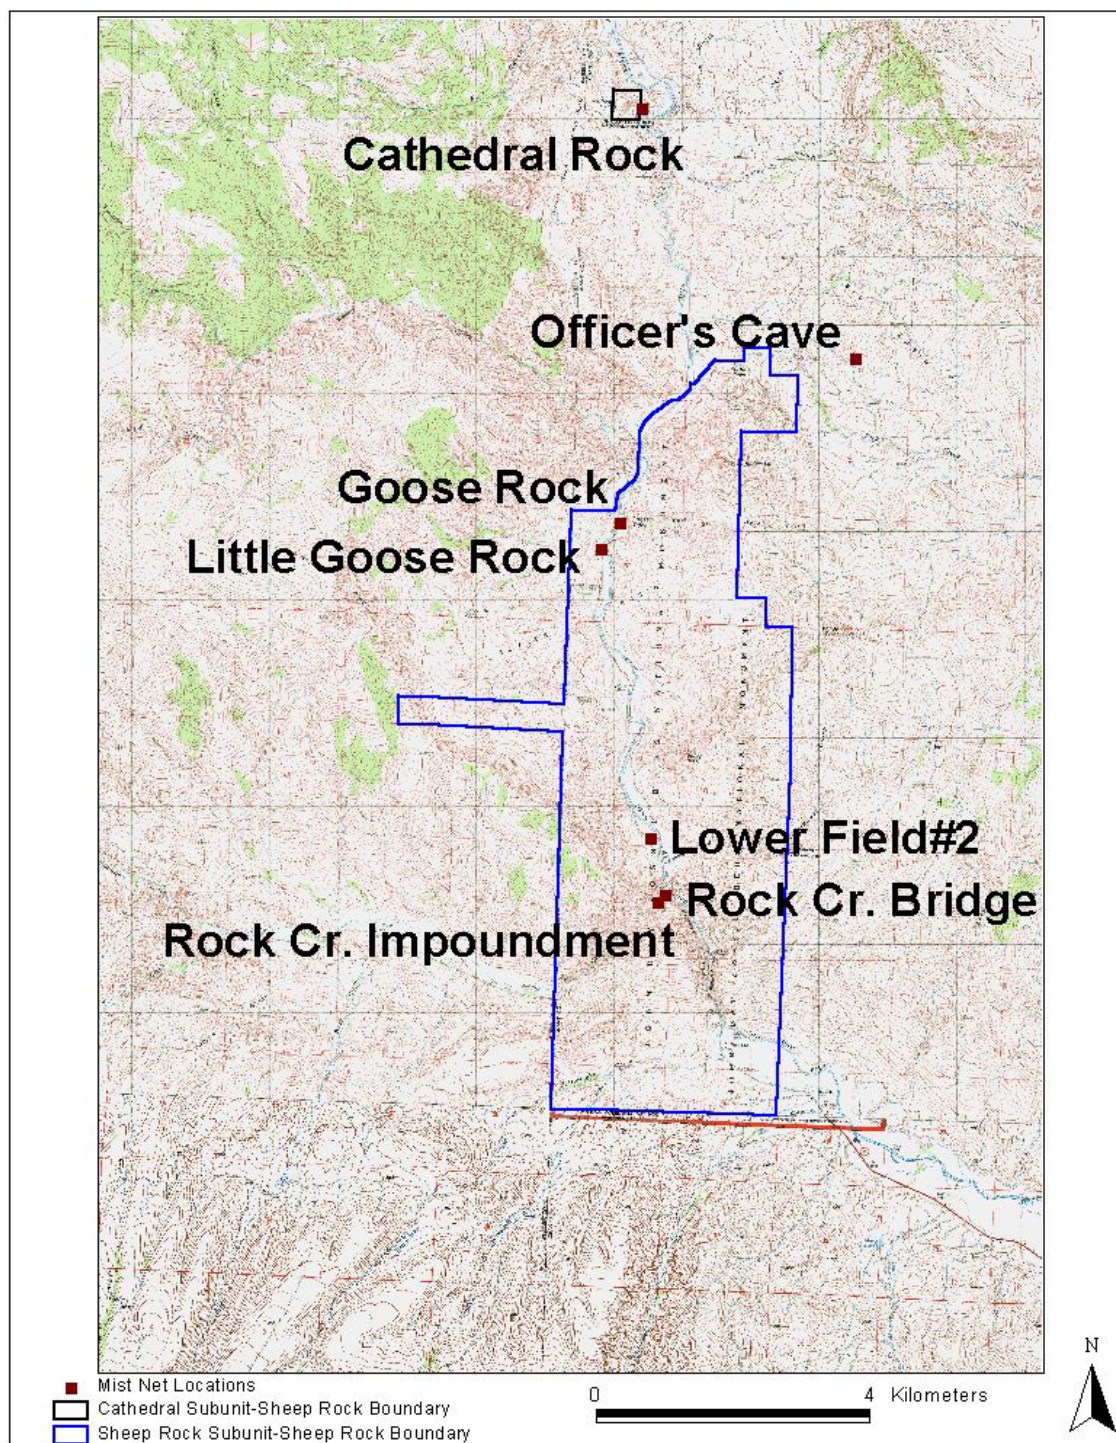 Cathedral Rock
Officer's Cave
Goose Rock
Little Goose Rock
Lower Field#2
Rock Cr. Bridge
Rock Cr. Impoundment
N
Mist Net Locations
Cathedral Subunit-Sheep Rock Boundary
Sheep Rock Subunit-Sheep Rock Boundary
0 4 Kilometers